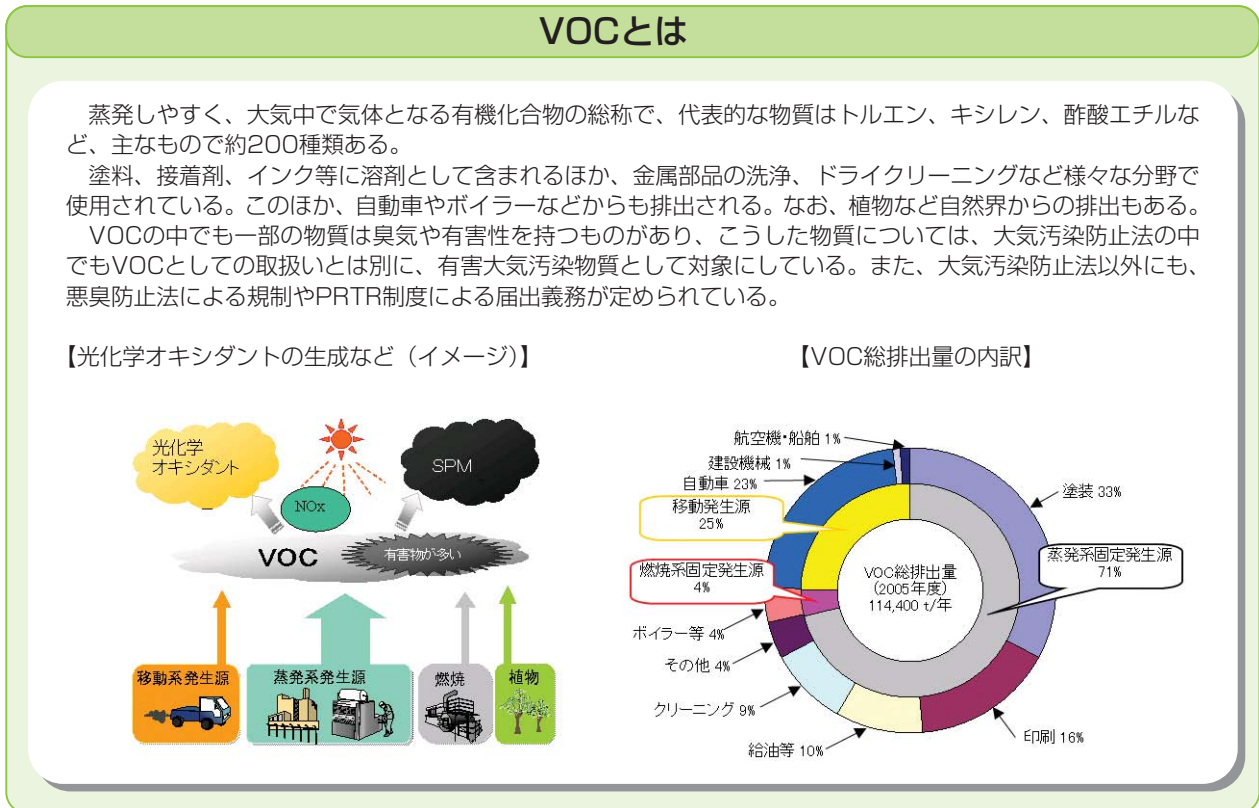 VOCとは
蒸発しやすく、大気中で気体となる有機化合物の総称で、代表的な物質はトルエン、キシレン、酢酸エチルな
ど、主なもので約200種類ある。
塗料、接着剤、インク等に溶剤として含まれるほか、金属部品の洗浄、ドライクリーニングなど様々な分野で
使用されている。このほか、自動車やボイラーなどからも排出される。なお、植物など自然界からの排出もある。
VOCの中でも一部の物質は臭気や有害性を持つものがあり、こうした物質については、大気汚染防止法の中
でもVOCとしての取扱いとは別に、有害大気汚染物質として対象にしている。また、大気汚染防止法以外にも、
悪臭防止法による規制やPRTR制度による届出義務が定められている。
【光化学オキシダントの生成など（イメージ）】
光化学
オキシダント
SPM
NOx
VOC
有害物が多い
移動系発生源
蒸発系発生源
燃焼
植物
【VOC総排出量の内訳】
航空機・船舶 1%
建設機械 1%
自動車 23%
移動発生源
25%
塗装 33%
蒸発系固定発生源
71%
燃焼系固定発生源
4%
VOC総排出量
(2005年度)
114,400 t/年
ボイラー等 4%
その他 4%
クリーニング 9%
給油等 10%
印刷 16%